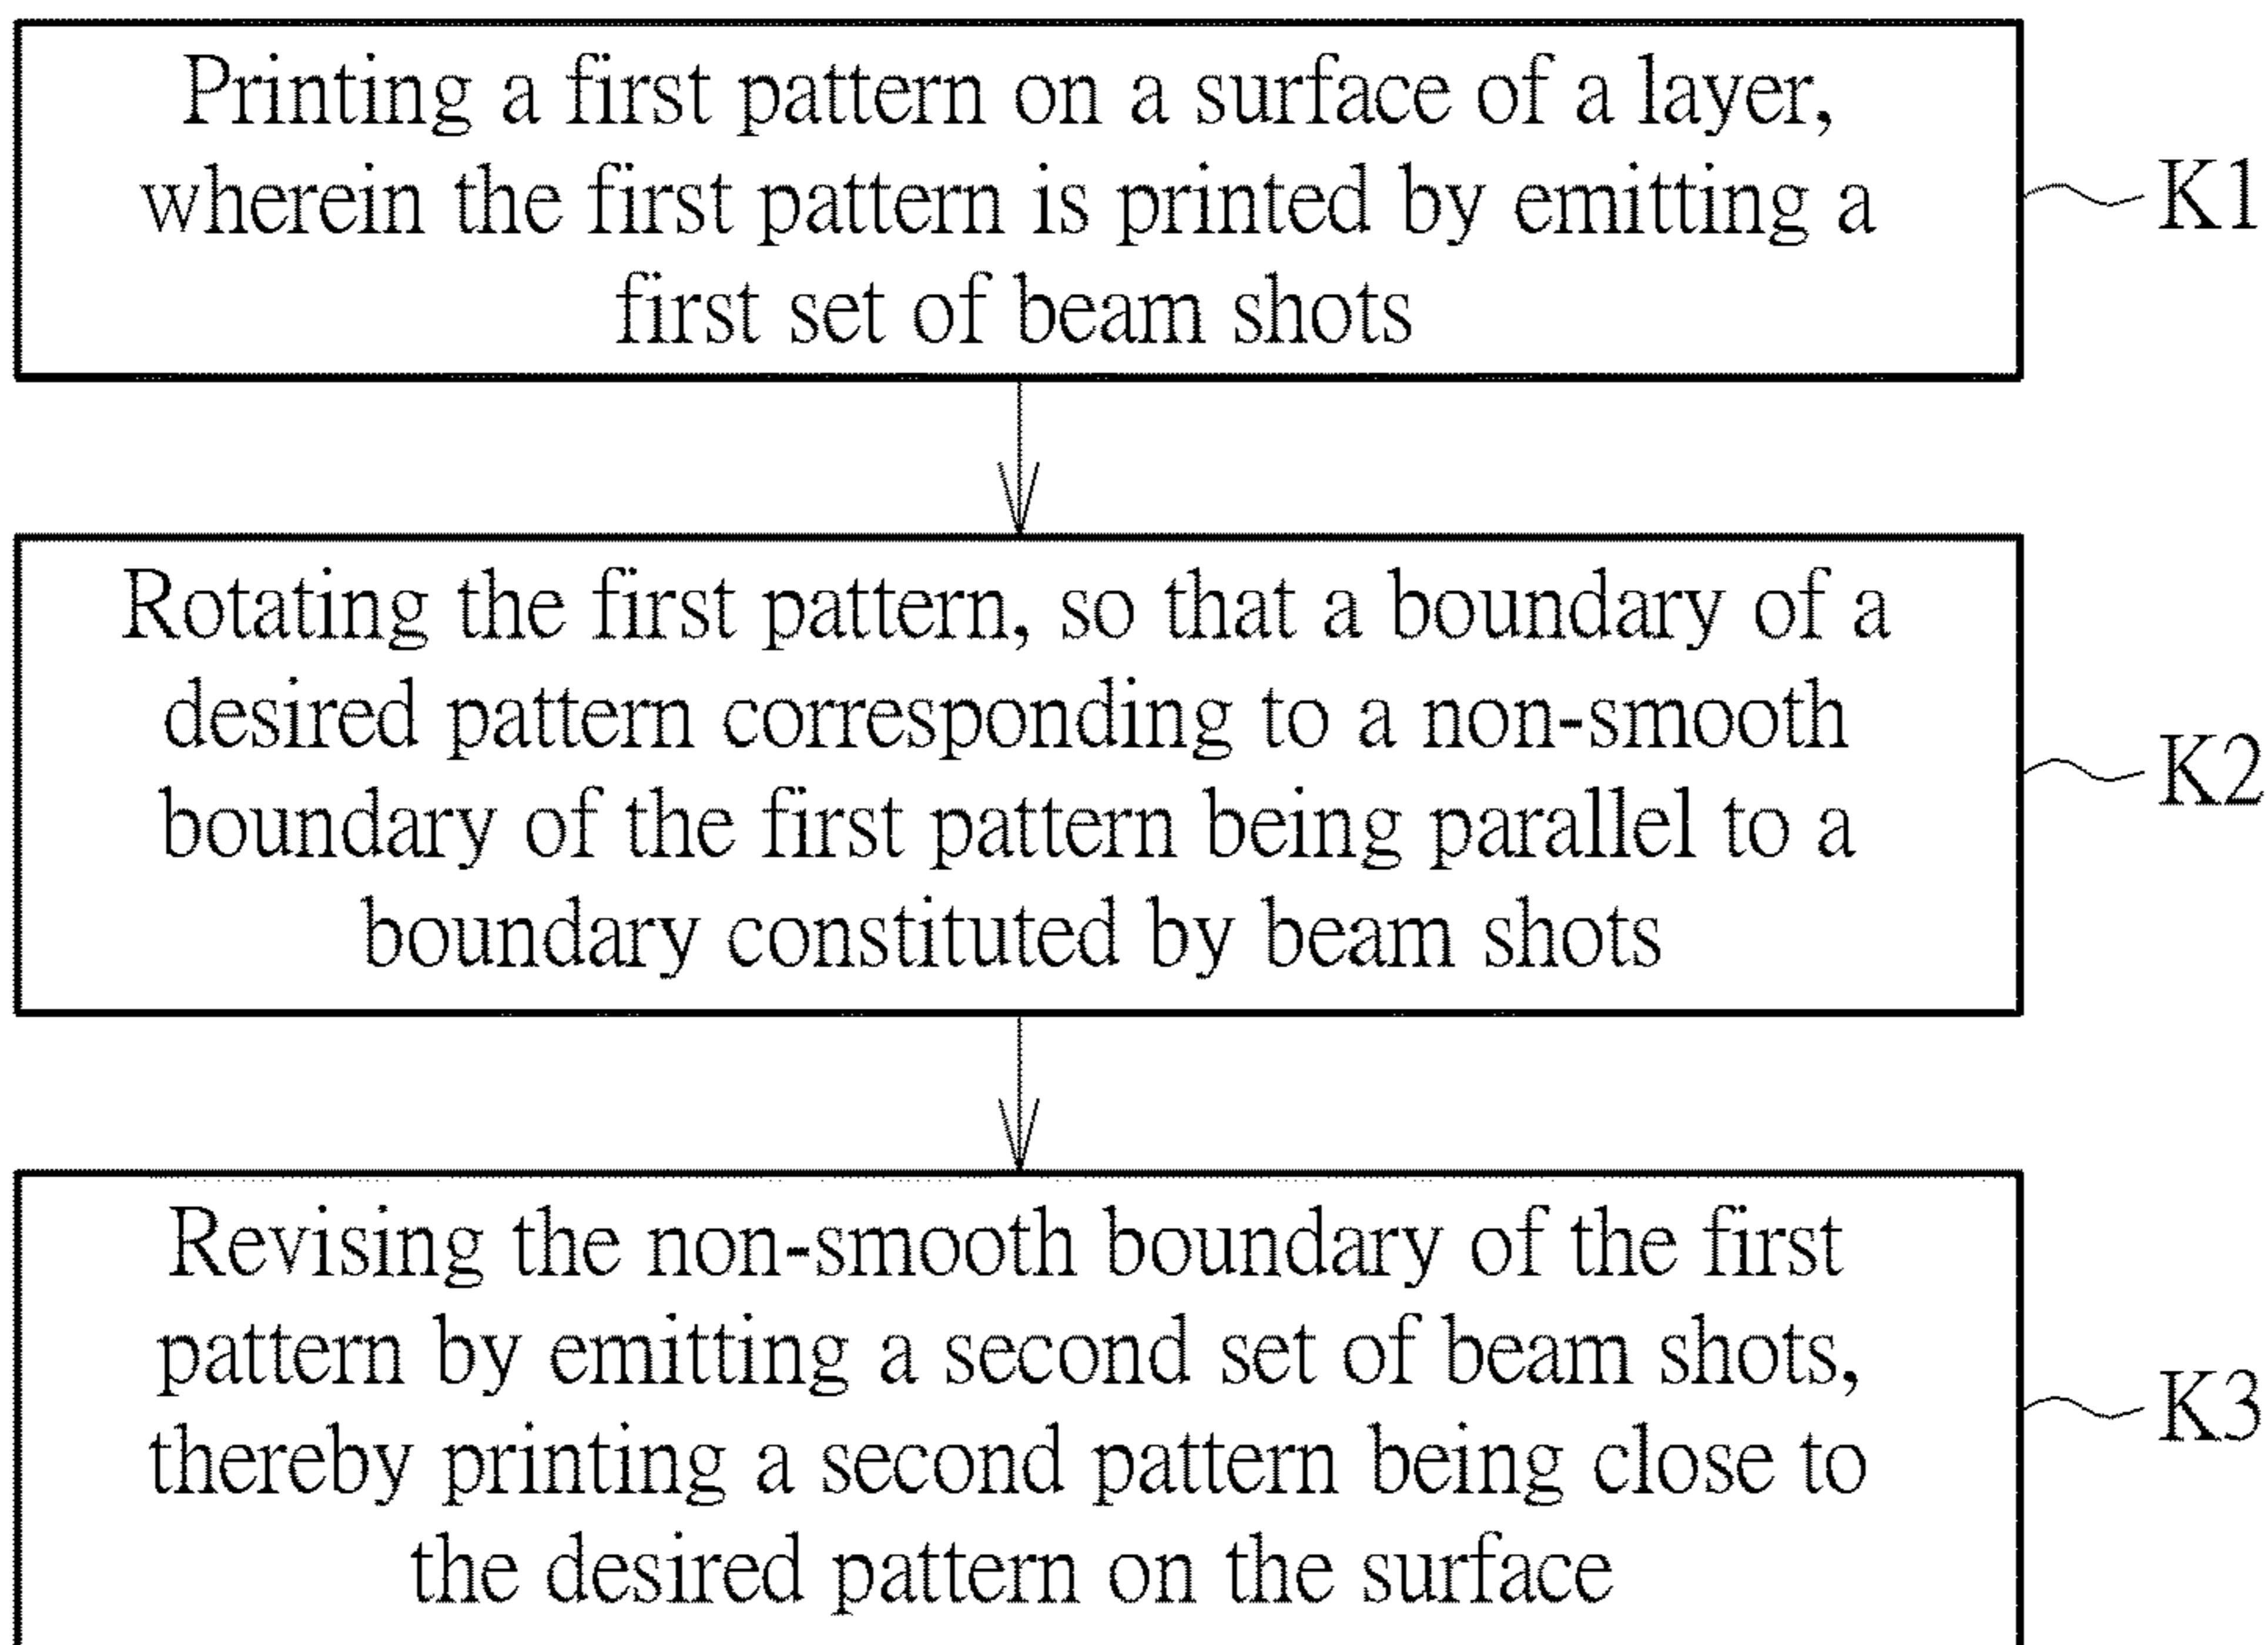 Printing a first pattern on a surface of a layer,
wherein the first pattern is printed by emitting a
first set of beam shots
K1
Rotating the first pattern, so that a boundary of a
desired pattern corresponding to a non-smooth
boundary of the first pattern being parallel to a
boundary constituted by beam shots
K2
Revising the non-smooth boundary of the first
pattern by emitting a second set of beam shots,
thereby printing a second pattern being close to
the desired pattern on the surface
K3